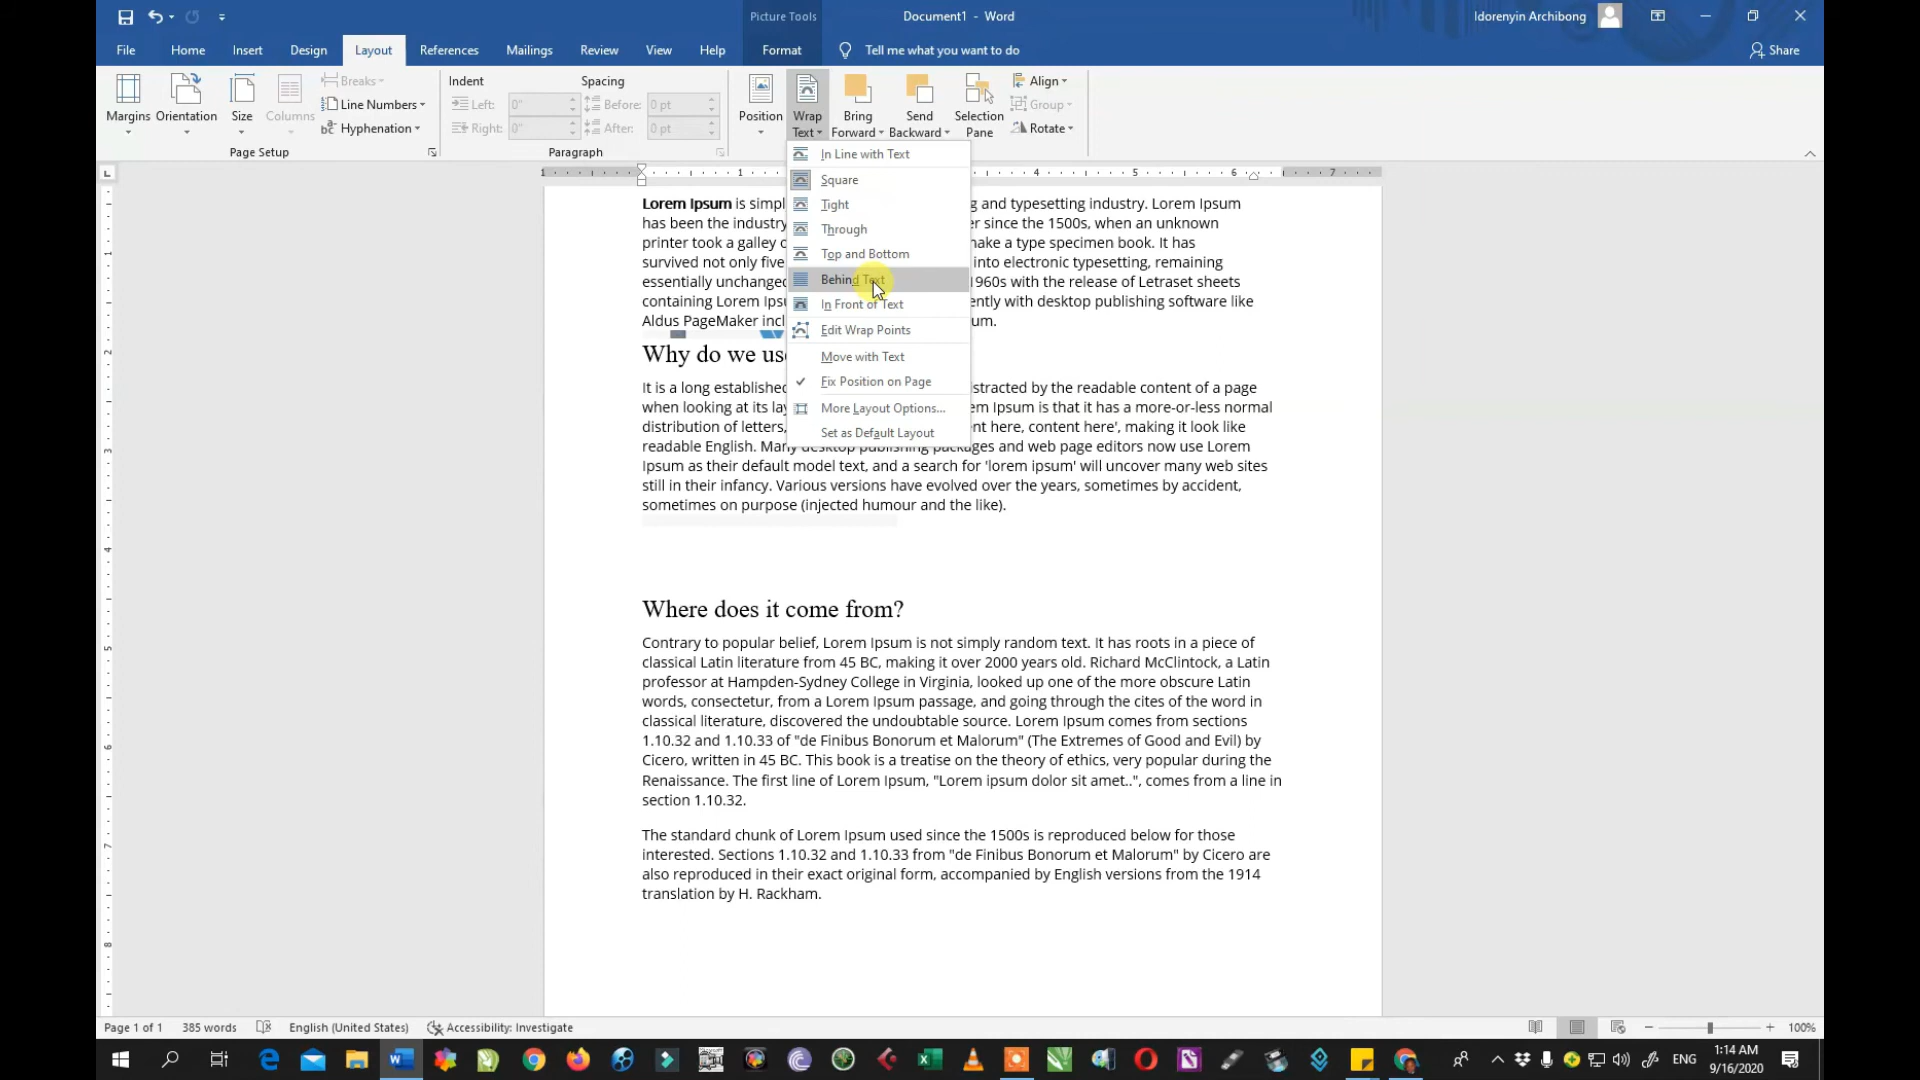 Picture Tools
Document1 - Word
Idorenyin Archibong
File Home Insert Design Layout References Mailings Review View Help Format Tell me what you want to do Share
Margins Orientation Size Columns
Breaks
Line Numbers
Hyphenation
Page Setup
Indent
Left: 0"
Right: 0"
Spacing
Before: 0 pt
After: 0 pt
Paragraph
Position
Wrap Text
Bring Forward
Send Backward
Selection Pane
Align
Group
Rotate
In Line with Text
Square
Tight
Through
Top and Bottom
Behind Text
In Front of Text
Edit Wrap Points
Move with Text
Fix Position on Page
More Layout Options...
Set as Default Layout
1 1 4 5 6 7
Lorem Ipsum is simpl g and typesetting industry. Lorem Ipsum
has been the industry er since the 1500s, when an unknown
printer took a galley o make a type specimen book. It has
survived not only five into electronic typesetting, remaining
essentially unchanged 1960s with the release of Letraset sheets
containing Lorem Ipsu ently with desktop publishing software like
Aldus PageMaker incl um.
Why do we us
It is a long established stracted by the readable content of a page
when looking at its lay em Ipsum is that it has a more-or-less normal
distribution of letters, nt here, content here', making it look like
readable English. Many desktop publishing packages and web page editors now use Lorem
Ipsum as their default model text, and a search for 'lorem ipsum' will uncover many web sites
still in their infancy. Various versions have evolved over the years, sometimes by accident,
sometimes on purpose (injected humour and the like).
Where does it come from?
Contrary to popular belief, Lorem Ipsum is not simply random text. It has roots in a piece of
classical Latin literature from 45 BC, making it over 2000 years old. Richard McClintock, a Latin
professor at Hampden-Sydney College in Virginia, looked up one of the more obscure Latin
words, consectetur, from a Lorem Ipsum passage, and going through the cites of the word in
classical literature, discovered the undoubtable source. Lorem Ipsum comes from sections
1.10.32 and 1.10.33 of "de Finibus Bonorum et Malorum" (The Extremes of Good and Evil) by
Cicero, written in 45 BC. This book is a treatise on the theory of ethics, very popular during the
Renaissance. The first line of Lorem Ipsum, "Lorem ipsum dolor sit amet..", comes from a line in
section 1.10.32.
The standard chunk of Lorem Ipsum used since the 1500s is reproduced below for those
interested. Sections 1.10.32 and 1.10.33 from "de Finibus Bonorum et Malorum" by Cicero are
also reproduced in their exact original form, accompanied by English versions from the 1914
translation by H. Rackham.
Page 1 of 1 385 words English (United States) Accessibility: Investigate 100%
ENG
1:14 AM
9/16/2020